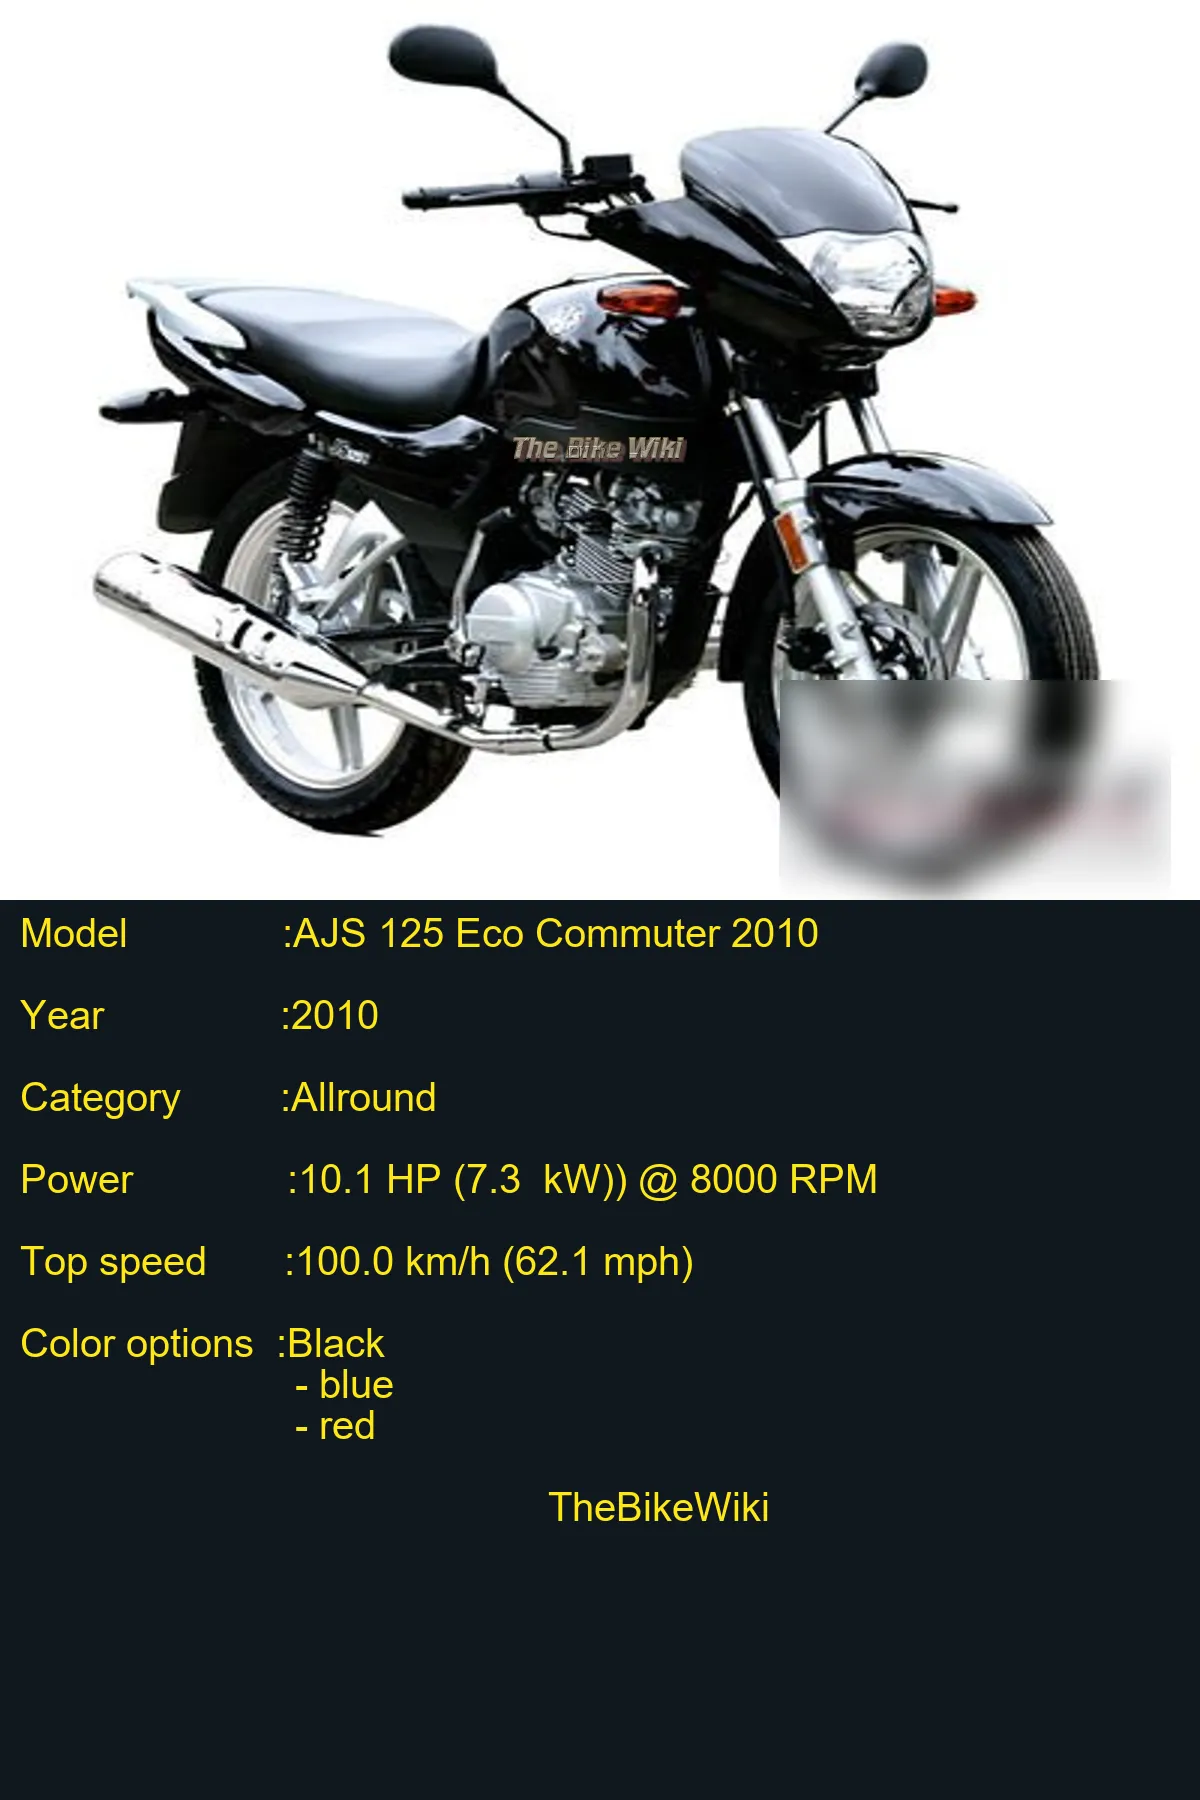 The Bike Wiki
Model :AJS 125 Eco Commuter 2010
Year :2010
Category :Allround
Power :10.1 HP (7.3 kW)) @ 8000 RPM
Top speed :100.0 km/h (62.1 mph)
Color options :Black
- blue
- red
TheBikeWiki